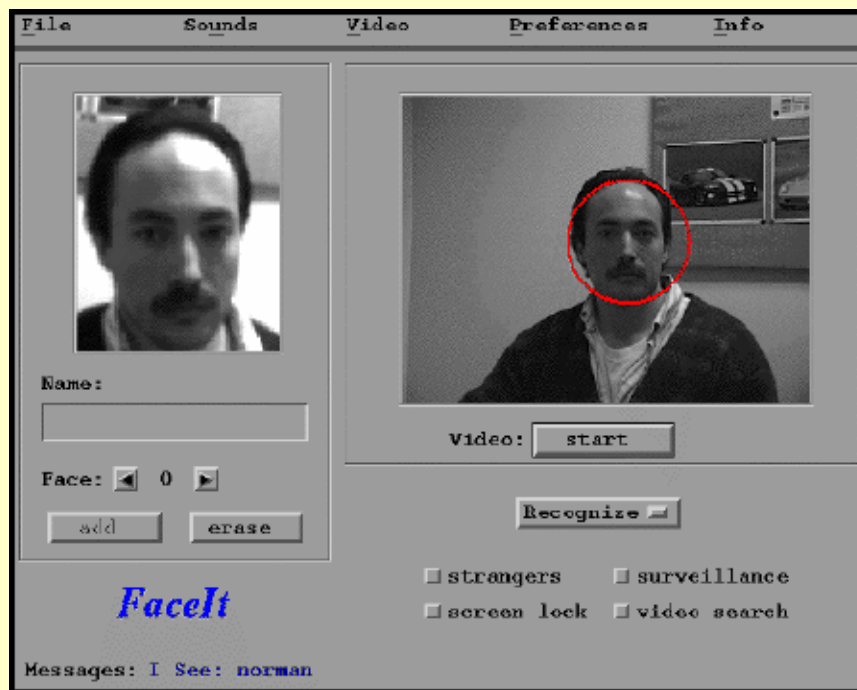 File Sounds Video Preferences Info
Name:
Face: 0
add erase
FaceIt
Messages: I See: norman
Video: start
Recognize
strangers surveillance
screen lock video search